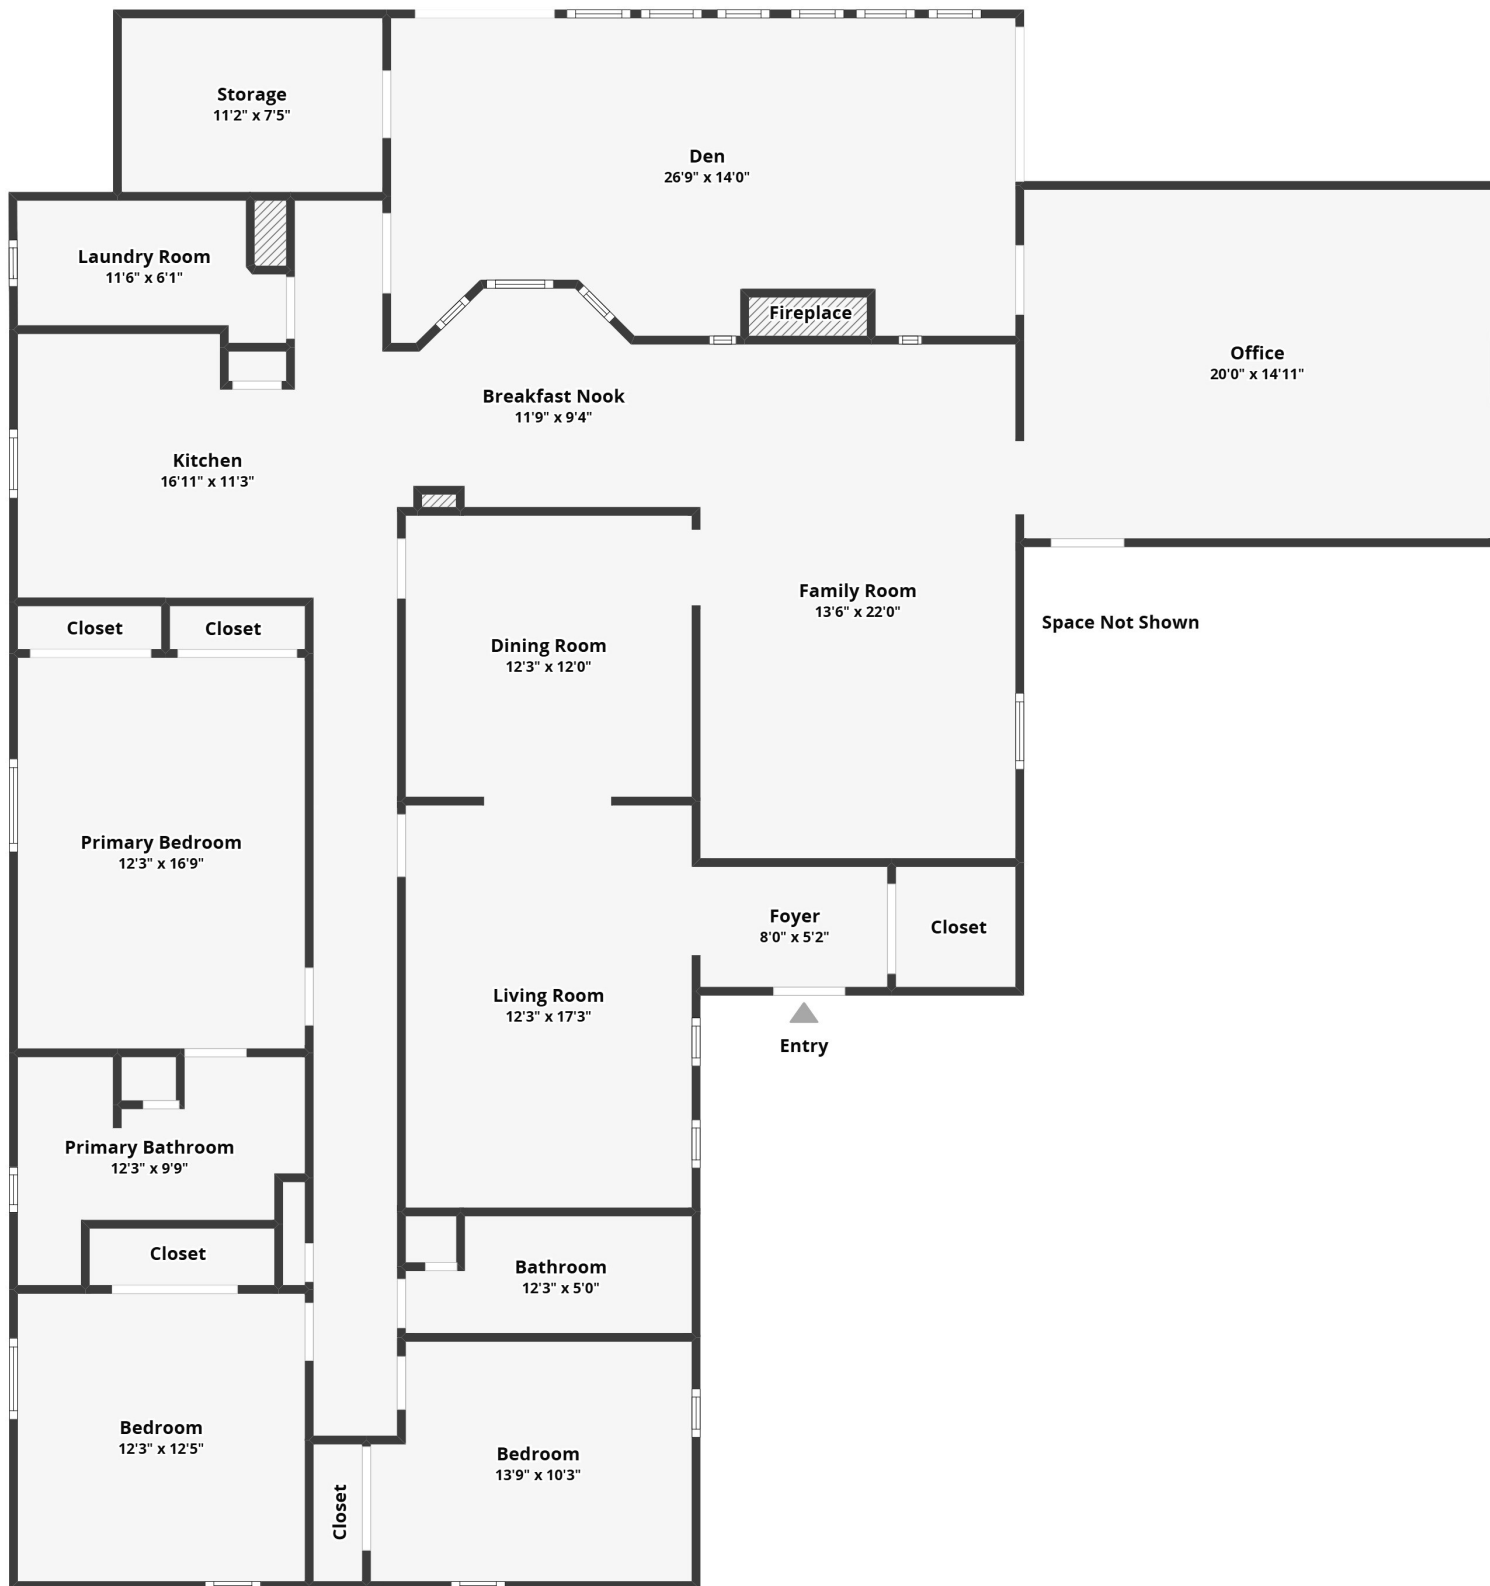 Storage
11'2" x 7'5"
Den
26'9" x 14'0"
Laundry Room
11'6" x 6'1"
Fireplace
Office
20'0" x 14'11"
Breakfast Nook
11'9" x 9'4"
Kitchen
16'11" x 11'3"
Family Room
13'6" x 22'0"
Space Not Shown
Closet
Closet
Dining Room
12'3" x 12'0"
Primary Bedroom
12'3" x 16'9"
Foyer
8'0" x 5'2"
Closet
Living Room
12'3" x 17'3"
Entry
Primary Bathroom
12'3" x 9'9"
Closet
Bathroom
12'3" x 5'0"
Bedroom
12'3" x 12'5"
Bedroom
13'9" x 10'3"
Closet